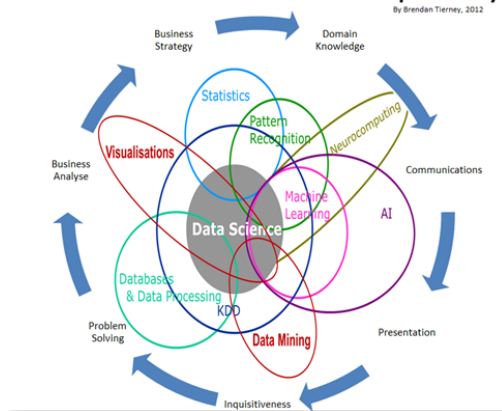 By Brendan Tierney, 2012
Business
Strategy
Domain
Knowledge
Statistics
Pattern
Recognition
Neurocomputing
Visualisations
Business
Analyse
Communications
Machine
Learning
AI
Data Science
Databases
& Data Processing
KDD
Problem
Solving
Data Mining
Presentation
Inquisitiveness